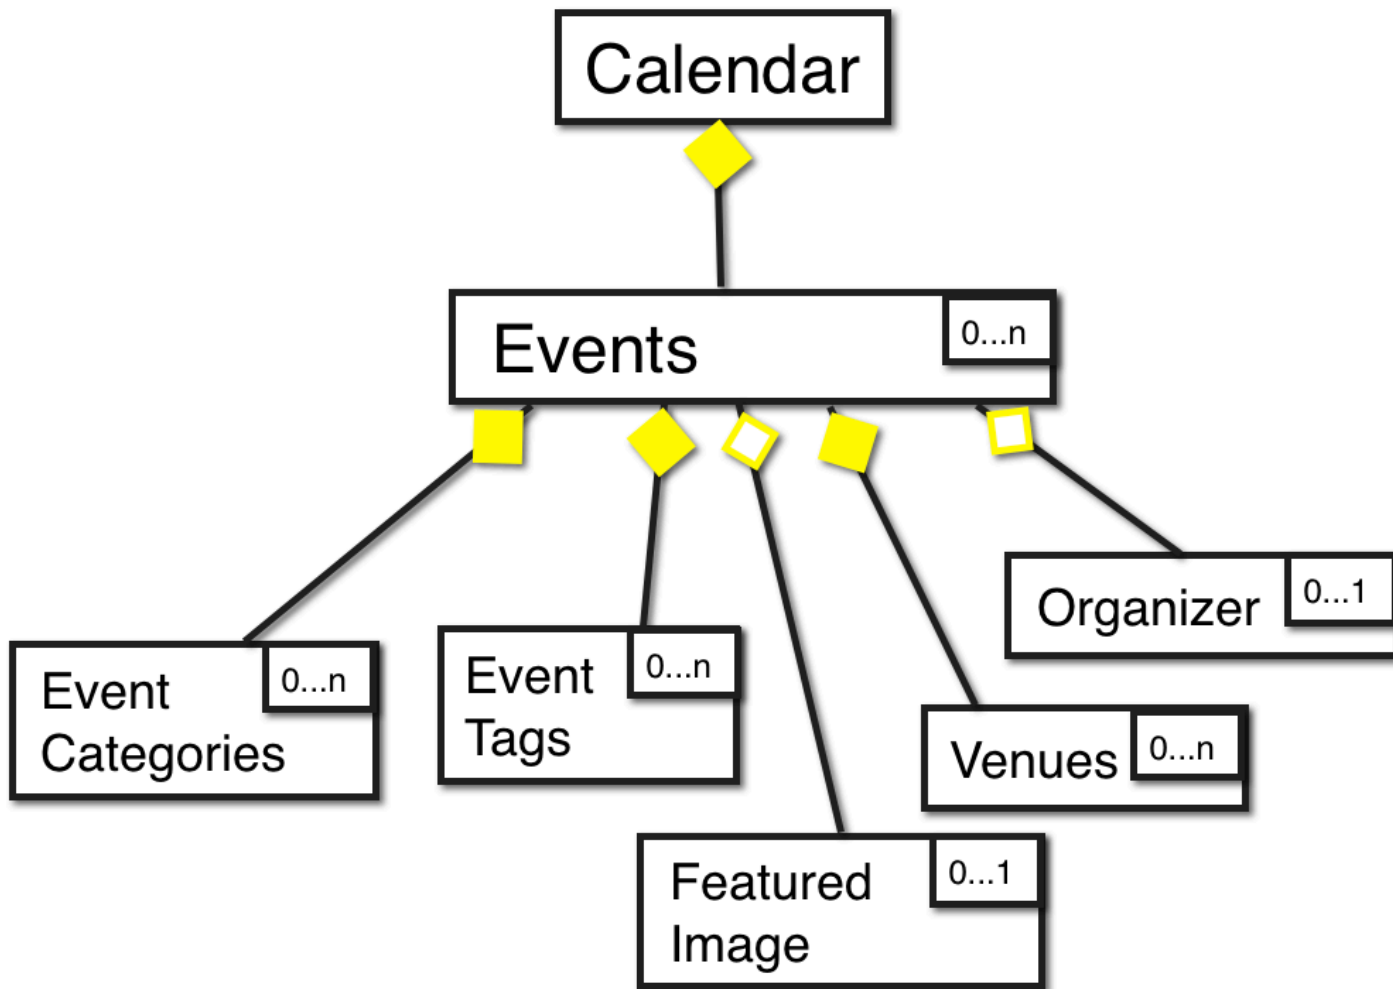 Calendar
Events
0...n
Event
Categories
0...n
Event
Tags
0...n
Featured
Image
0...1
Venues
0...n
Organizer
0...1